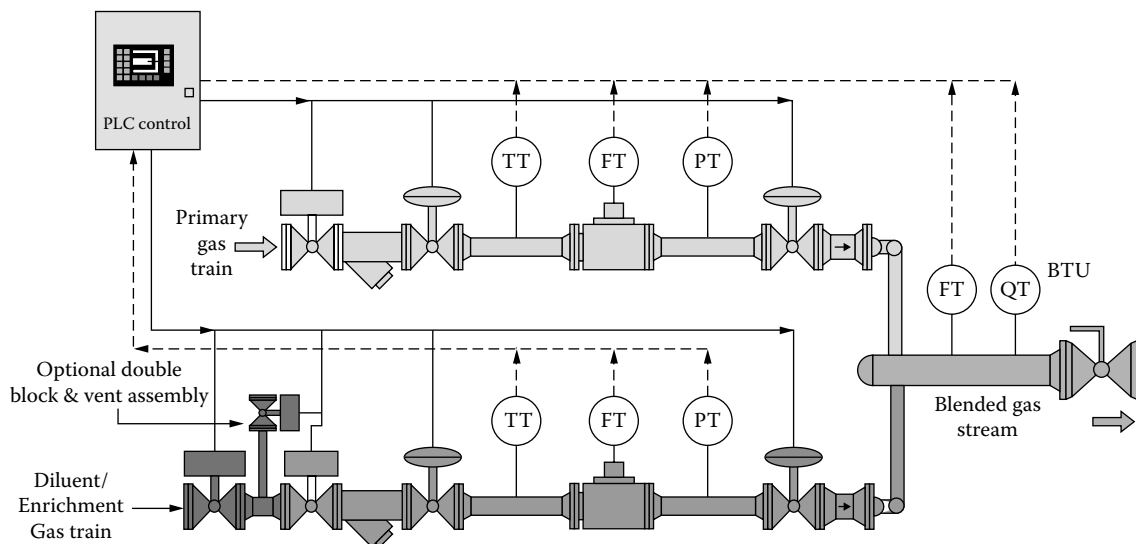 PLC control
TT
FT
PT
Primary
gas
train
FT
QT
BTU
Optional double
block & vent assembly
TT
FT
PT
Blended gas
stream
Diluent/
Enrichment
Gas train